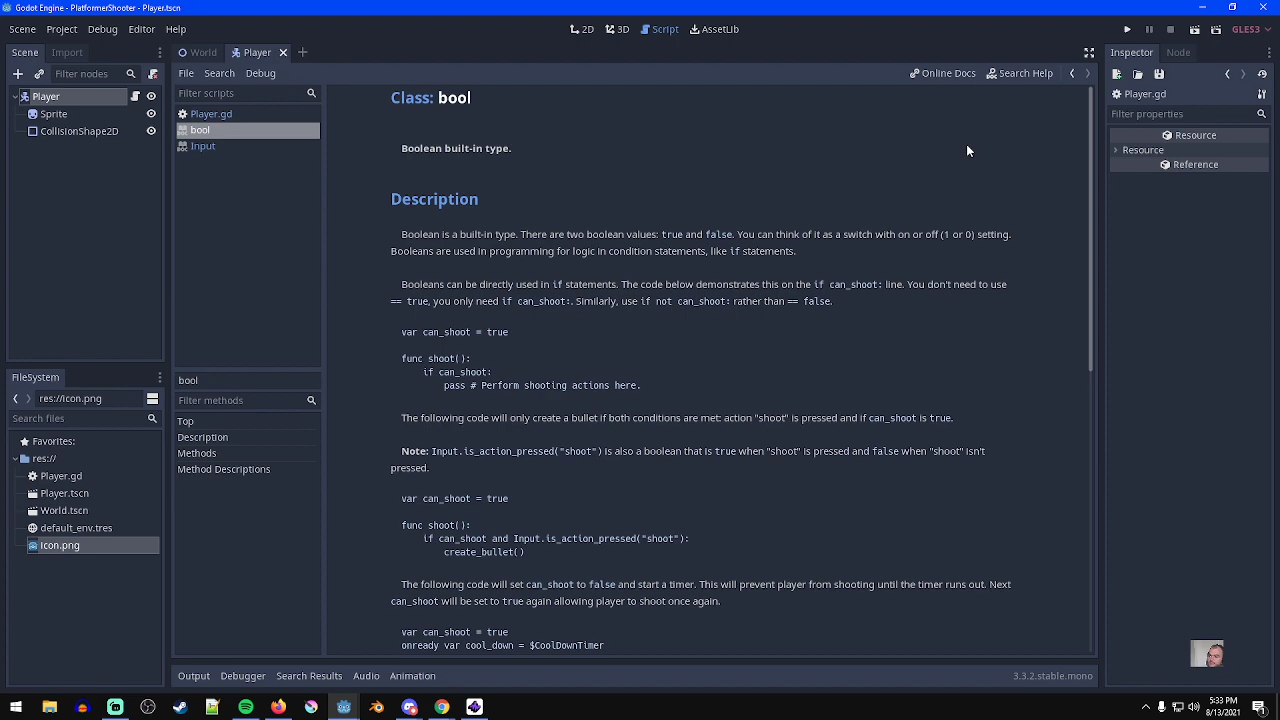 Godot Engine - PlatformerShooter - Player.tscn
Scene Project Debug Editor Help
2D 3D Script AssetLib
GLES3
Scene Import
World Player
Inspector Node
Filter nodes
File Search Debug
Online Docs Search Help
Player
Sprite
CollisionShape2D
Filter scripts
Player.gd
bool
Input
bool
Filter methods
Top
Description
Methods
Method Descriptions
Class: bool
Boolean built-in type.
Description
Boolean is a built-in type. There are two boolean values: true and false. You can think of it as a switch with on or off (1 or 0) setting.
Booleans are used in programming for logic in condition statements, like if statements.
Booleans can be directly used in if statements. The code below demonstrates this on the if can_shoot: line. You don't need to use
== true, you only need if can_shoot:. Similarly, use if not can_shoot: rather than == false.
var can_shoot = true
func shoot():
if can_shoot:
pass # Perform shooting actions here.
The following code will only create a bullet if both conditions are met: action "shoot" is pressed and if can_shoot is true.
Note: Input.is_action_pressed("shoot") is also a boolean that is true when "shoot" is pressed and false when "shoot" isn't
pressed.
var can_shoot = true
func shoot():
if can_shoot and Input.is_action_pressed("shoot"):
create_bullet()
The following code will set can_shoot to false and start a timer. This will prevent player from shooting until the timer runs out. Next
can_shoot will be set to true again allowing player to shoot once again.
var can_shoot = true
onready var cool_down = $CoolDownTimer
Player.gd
Filter properties
Resource
Resource
Reference
FileSystem
res://icon.png
Search files
Favorites:
res://
Player.gd
Player.tscn
World.tscn
default_env.tres
icon.png
Output Debugger Search Results Audio Animation
3.3.2.stable.mono
5:33 PM
8/13/2021